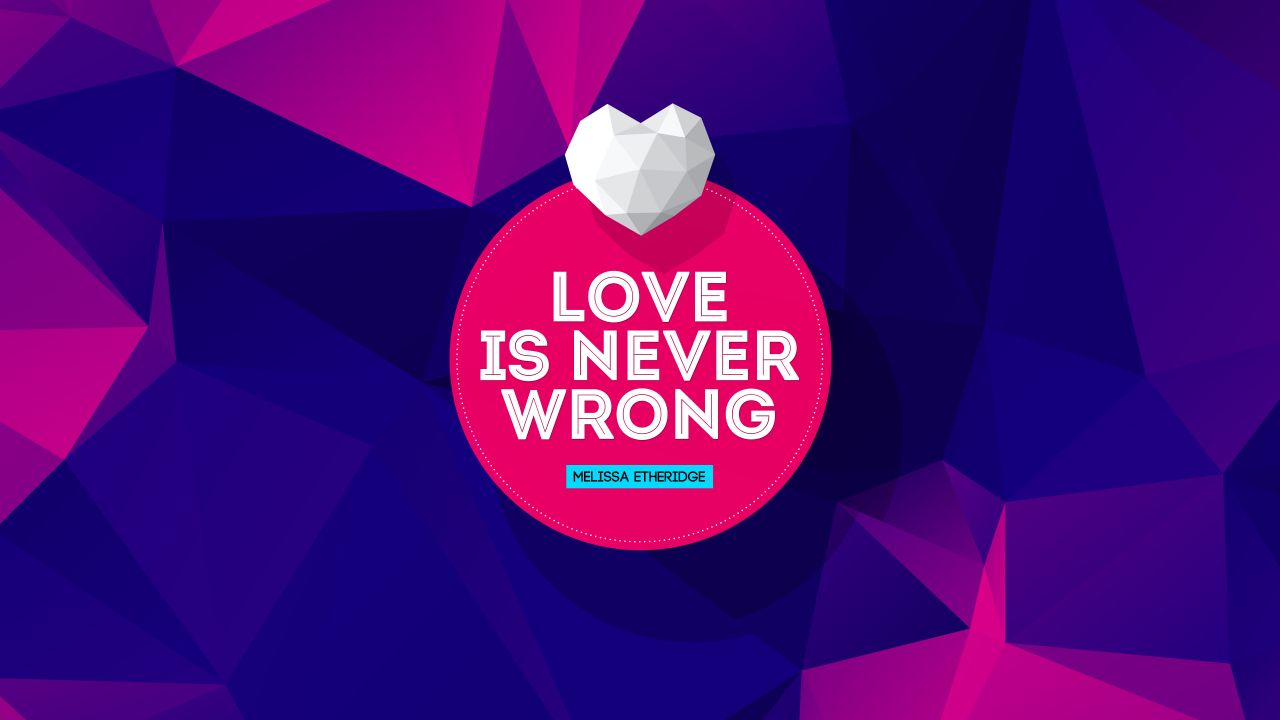 LOVE
IS NEVER
WRONG
MELISSA ETHERIDGE